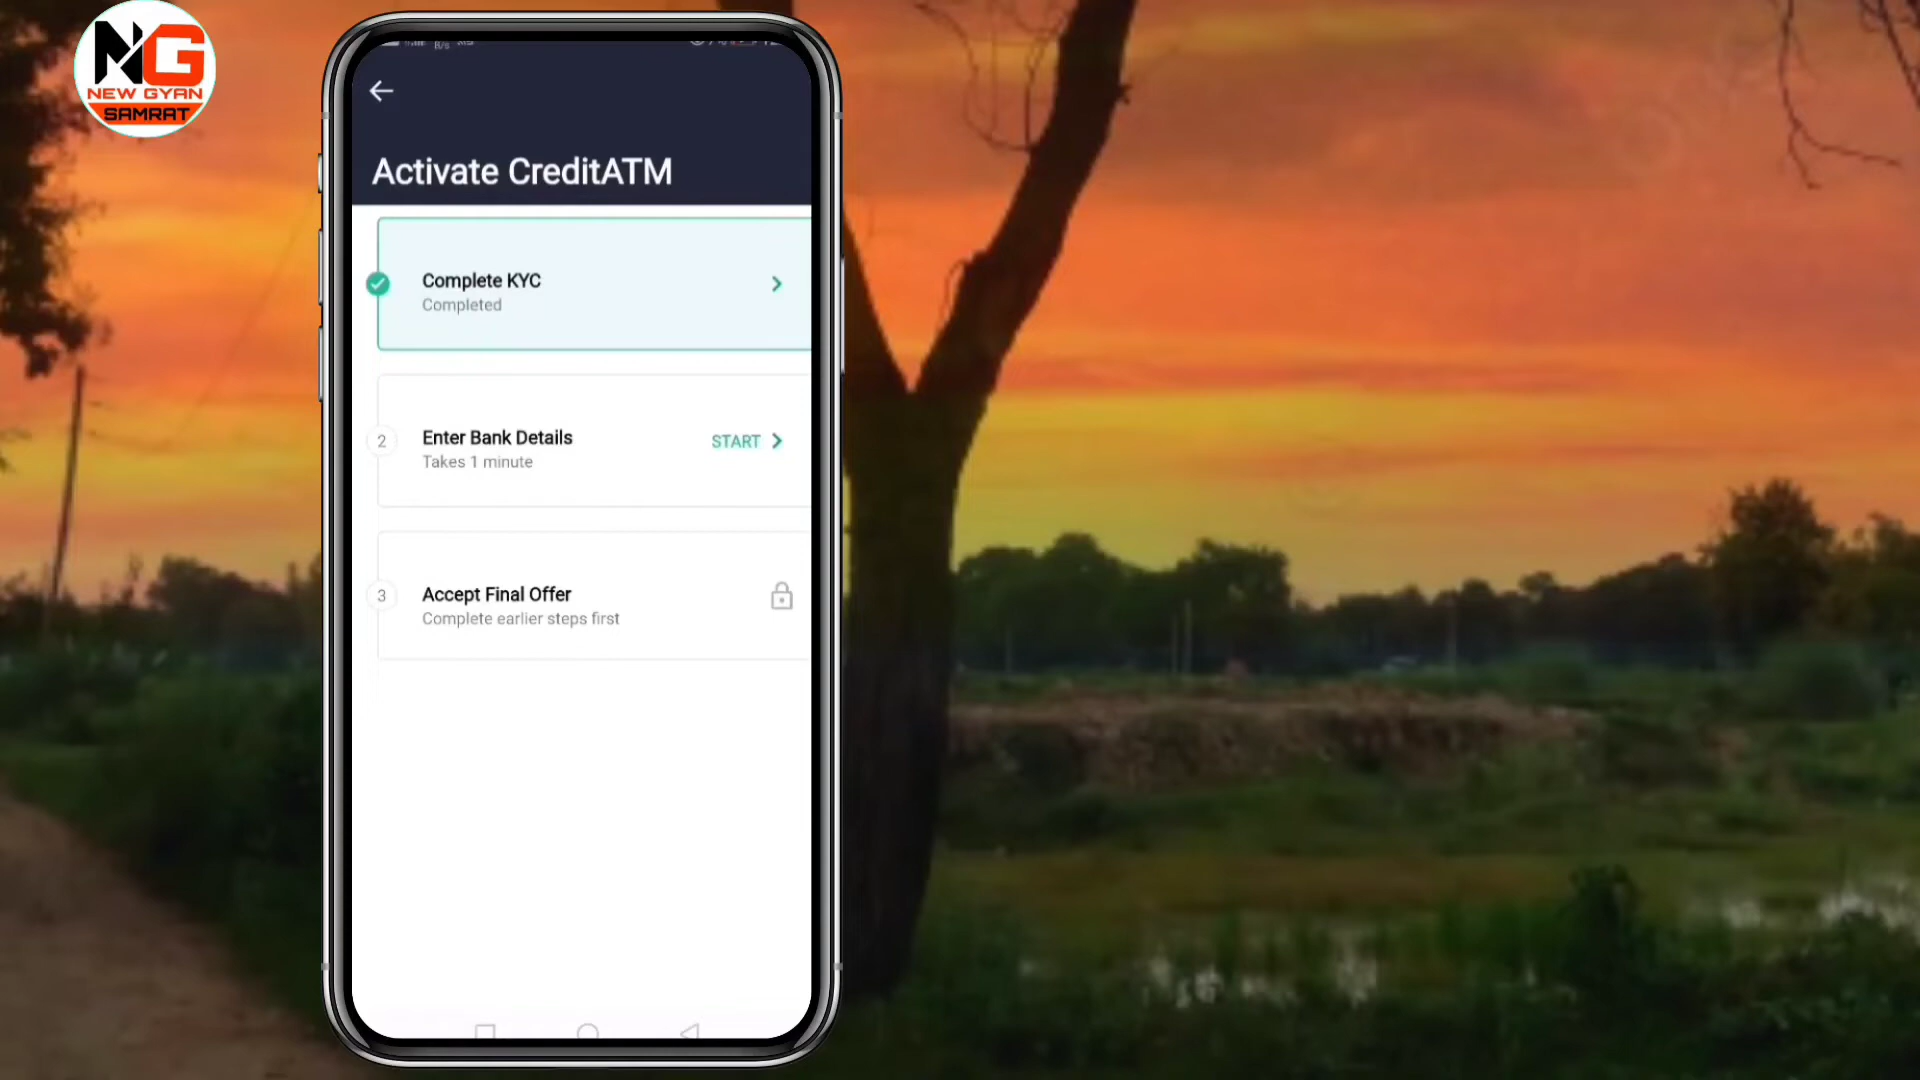 NG
NEW GYAN
SAMRAT
B/s
Activate CreditATM
Complete KYC
Completed
2
Enter Bank Details
Takes 1 minute
START
3
Accept Final Offer
Complete earlier steps first